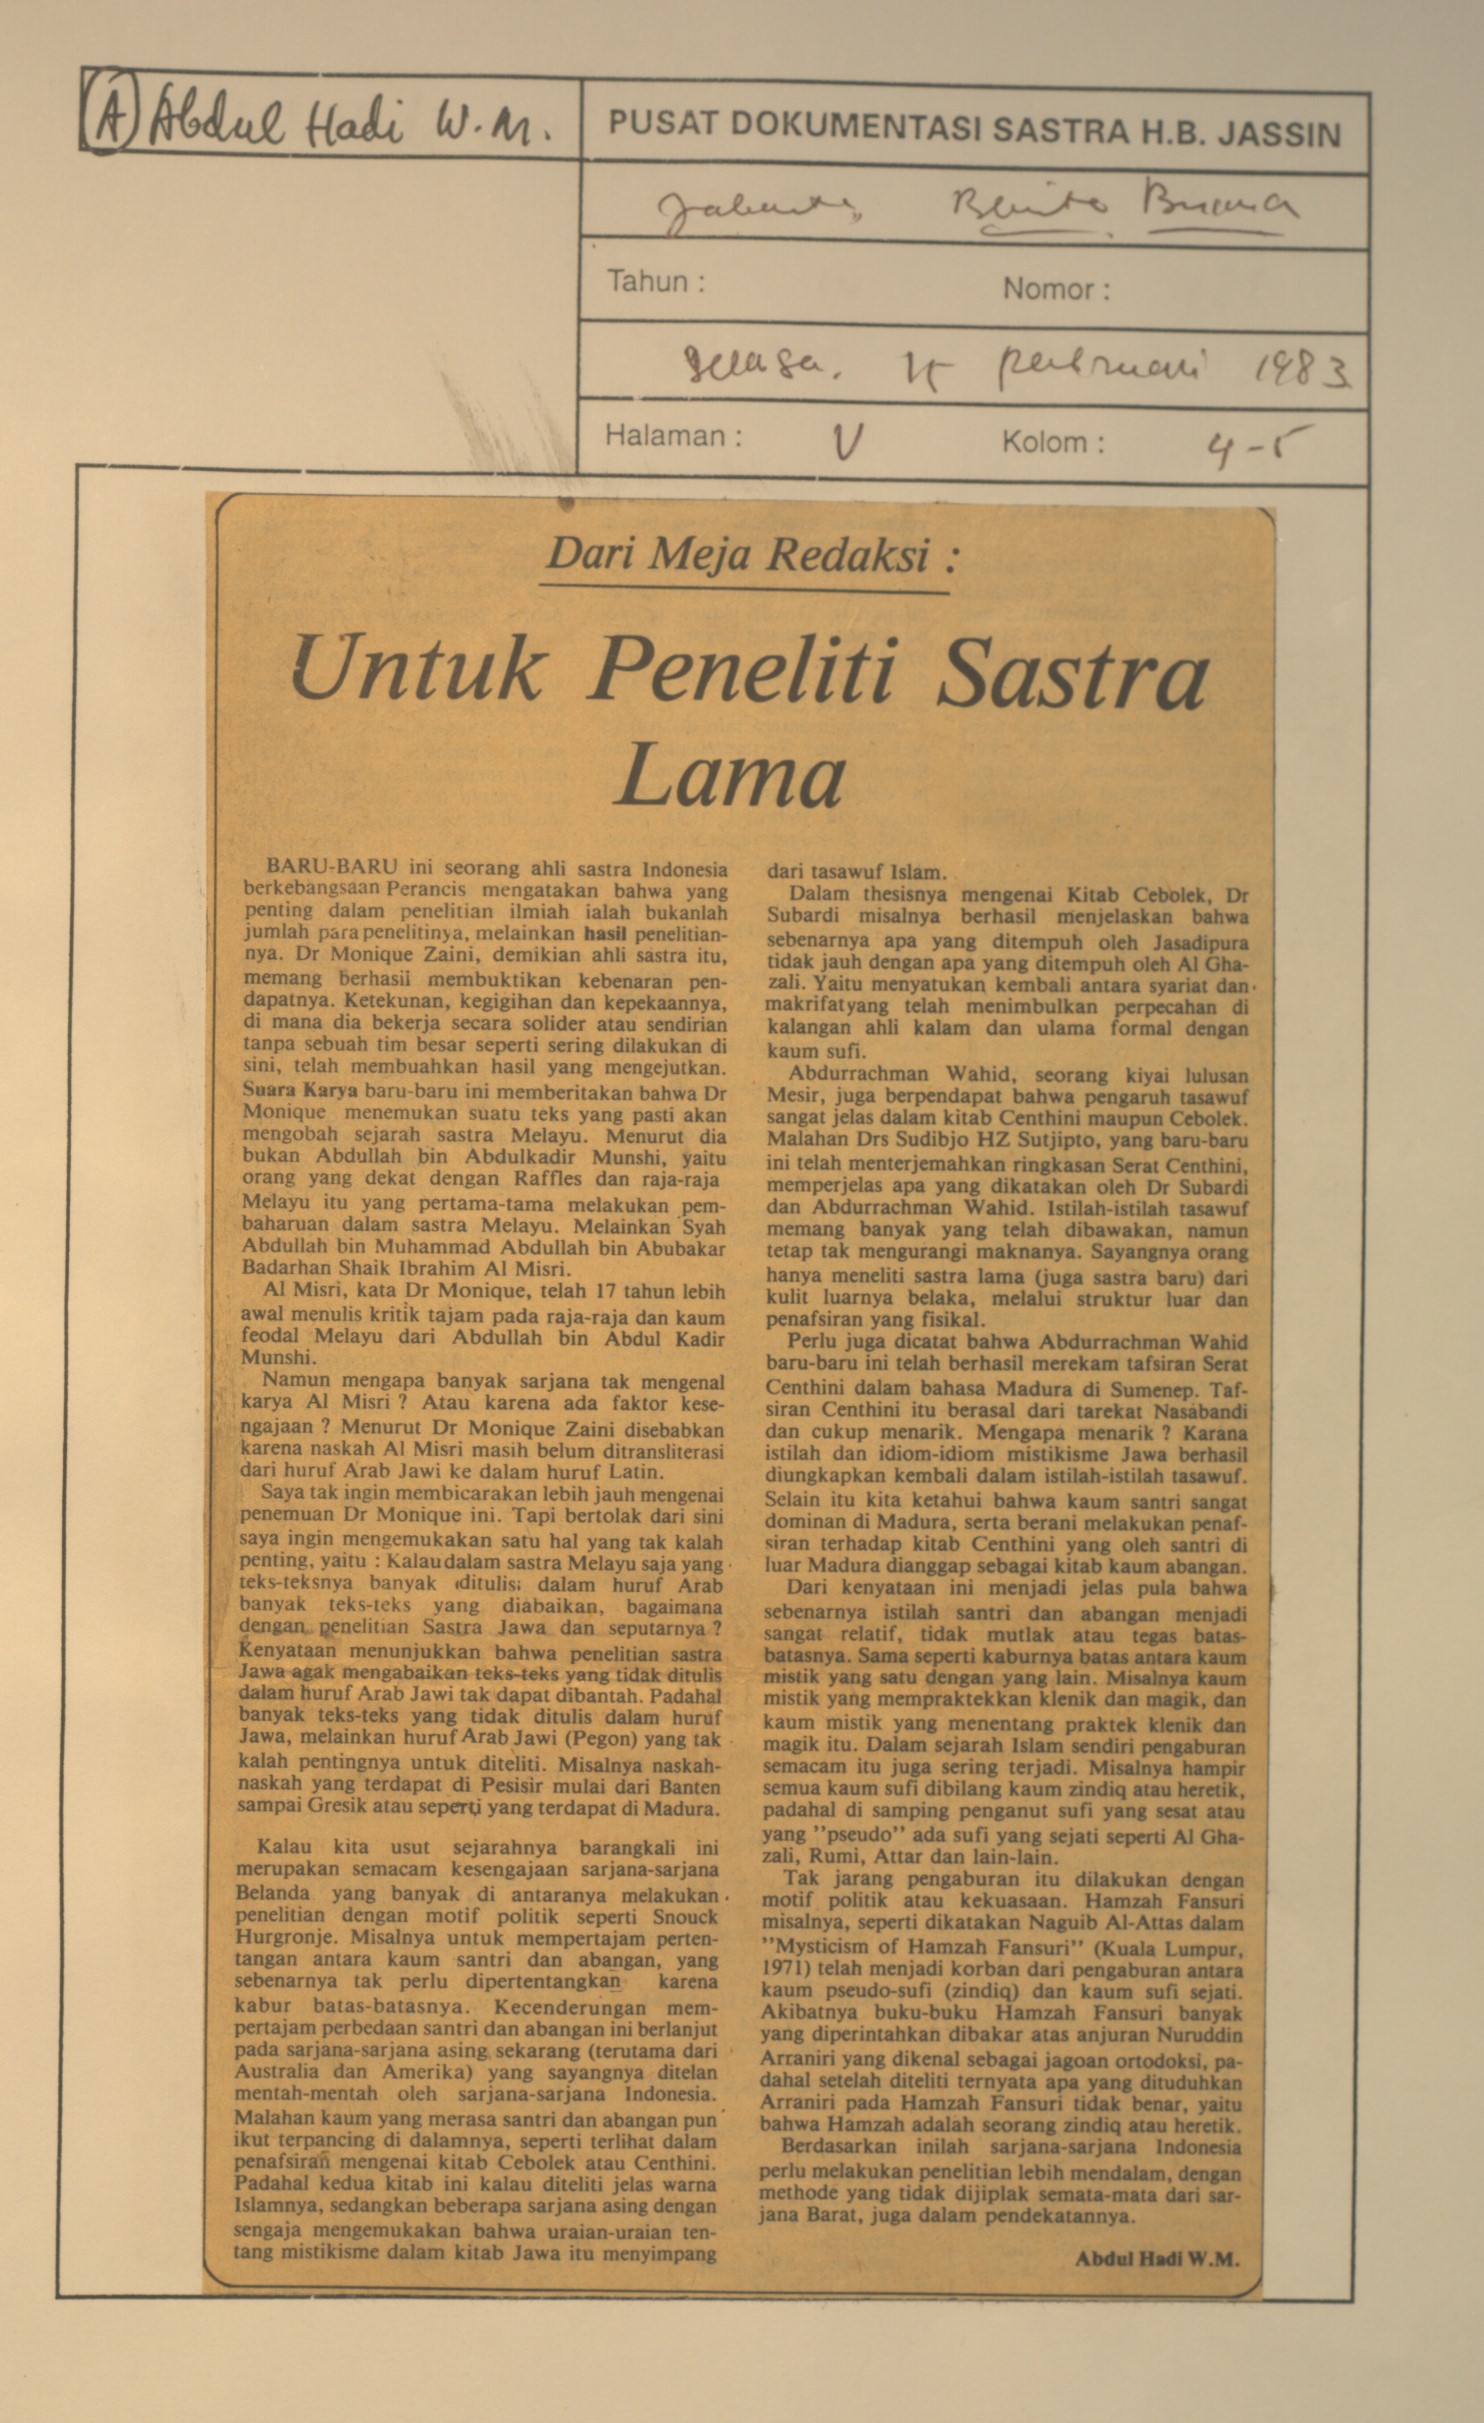 (A) Abdul Hadi W.M.
PUSAT DOKUMENTASI SASTRA H.B. JASSIN
Jakarta, Berita Buana
Tahun : Nomor :
Selasa, 15 Februari 1983
Halaman : V Kolom : 4-5
Dari Meja Redaksi :
Untuk Peneliti Sastra
Lama
BARU-BARU ini seorang ahli sastra Indonesia
berkebangsaan Perancis mengatakan bahwa yang
penting dalam penelitian ilmiah ialah bukanlah
jumlah para penelitinya, melainkan hasil penelitian-
nya. Dr Monique Zaini, demikian ahli sastra itu,
memang berhasil membuktikan kebenaran pen-
dapatnya. Ketekunan, kegigihan dan kepekaannya,
di mana dia bekerja secara solider atau sendirian
tanpa sebuah tim besar seperti sering dilakukan di
sini, telah membuahkan hasil yang mengejutkan.
Suara Karya baru-baru ini memberitakan bahwa Dr
Monique menemukan suatu teks yang pasti akan
mengobah sejarah sastra Melayu. Menurut dia
bukan Abdullah bin Abdulkadir Munshi, yaitu
orang yang dekat dengan Raffles dan raja-raja
Melayu itu yang pertama-tama melakukan pem-
baharuan dalam sastra Melayu. Melainkan Syah
Abdullah bin Muhammad Abdullah bin Abubakar
Badarhan Shaik Ibrahim Al Misri.
Al Misri, kata Dr Monique, telah 17 tahun lebih
awal menulis kritik tajam pada raja-raja dan kaum
feodal Melayu dari Abdullah bin Abdul Kadir
Munshi.
Namun mengapa banyak sarjana tak mengenal
karya Al Misri ? Atau karena ada faktor kese-
ngajaan ? Menurut Dr Monique Zaini disebabkan
karena naskah Al Misri masih belum ditransliterasi
dari huruf Arab Jawi ke dalam huruf Latin.
Saya tak ingin membicarakan lebih jauh mengenai
penemuan Dr Monique ini. Tapi bertolak dari sini
saya ingin mengemukakan satu hal yang tak kalah
penting, yaitu : Kalau dalam sastra Melayu saja yang
teks-teksnya banyak ditulis dalam huruf Arab
banyak teks-teks yang diabaikan, bagaimana
dengan penelitian Sastra Jawa dan seputarnya ?
Kenyataan menunjukkan bahwa penelitian sastra
Jawa agak mengabaikan teks-teks yang tidak ditulis
dalam huruf Arab Jawi tak dapat dibantah. Padahal
banyak teks-teks yang tidak ditulis dalam huruf
Jawa, melainkan huruf Arab Jawi (Pegon) yang tak
kalah pentingnya untuk diteliti. Misalnya naskah-
naskah yang terdapat di Pesisir mulai dari Banten
sampai Gresik atau seperti yang terdapat di Madura.
Kalau kita usut sejarahnya barangkali ini
merupakan semacam kesengajaan sarjana-sarjana
Belanda yang banyak di antaranya melakukan
penelitian dengan motif politik seperti Snouck
Hurgronje. Misalnya untuk mempertajam perten-
tangan antara kaum santri dan abangan, yang
sebenarnya tak perlu dipertentangkan karena
kabur batas-batasnya. Kecenderungan mem-
pertajam perbedaan santri dan abangan ini berlanjut
pada sarjana-sarjana asing sekarang (terutama dari
Australia dan Amerika) yang sayangnya ditelan
mentah-mentah oleh sarjana-sarjana Indonesia.
Malahan kaum yang merasa santri dan abangan pun
ikut terpancing di dalamnya, seperti terlihat dalam
penafsiran mengenai kitab Cebolek atau Centhini.
Padahal kedua kitab ini kalau diteliti jelas warna
Islamnya, sedangkan beberapa sarjana asing dengan
sengaja mengemukakan bahwa uraian-uraian ten-
tang mistikisme dalam kitab Jawa itu menyimpang
dari tasawuf Islam.
Dalam thesisnya mengenai Kitab Cebolek, Dr
Subardi misalnya berhasil menjelaskan bahwa
sebenarnya apa yang ditempuh oleh Jasadipura
tidak jauh dengan apa yang ditempuh oleh Al Gha-
zali. Yaitu menyatukan kembali antara syariat dan
makrifat yang telah menimbulkan perpecahan di
kalangan ahli kalam dan ulama formal dengan
kaum sufi.
Abdurrachman Wahid, seorang kiyai lulusan
Mesir, juga berpendapat bahwa pengaruh tasawuf
sangat jelas dalam kitab Centhini maupun Cebolek.
Malahan Drs Sudibjo HZ Sutjipto, yang baru-baru
ini telah menterjemahkan ringkasan Serat Centhini,
memperjelas apa yang dikatakan oleh Dr Subardi
dan Abdurrachman Wahid. Istilah-istilah tasawuf
memang banyak yang telah dibawakan, namun
tetap tak mengurangi maknanya. Sayangnya orang
hanya meneliti sastra lama (juga sastra baru) dari
kulit luarnya belaka, melalui struktur luar dan
penafsiran yang fisikal.
Perlu juga dicatat bahwa Abdurrachman Wahid
baru-baru ini telah berhasil merekam tafsiran Serat
Centhini dalam bahasa Madura di Sumenep. Taf-
siran Centhini itu berasal dari tarekat Nasabandi
dan cukup menarik. Mengapa menarik ? Karana
istilah dan idiom-idiom mistikisme Jawa berhasil
diungkapkan kembali dalam istilah-istilah tasawuf.
Selain itu kita ketahui bahwa kaum santri sangat
dominan di Madura, serta berani melakukan penaf-
siran terhadap kitab Centhini yang oleh santri di
luar Madura dianggap sebagai kitab kaum abangan.
Dari kenyataan ini menjadi jelas pula bahwa
sebenarnya istilah santri dan abangan menjadi
sangat relatif, tidak mutlak atau tegas batas-
batasnya. Sama seperti kaburnya batas antara kaum
mistik yang satu dengan yang lain. Misalnya kaum
mistik yang mempraktekkan klenik dan magik, dan
kaum mistik yang menentang praktek klenik dan
magik itu. Dalam sejarah Islam sendiri pengaburan
semacam itu juga sering terjadi. Misalnya hampir
semua kaum sufi dibilang kaum zindiq atau heretik,
padahal di samping penganut sufi yang sesat atau
yang ''pseudo'' ada sufi yang sejati seperti Al Gha-
zali, Rumi, Attar dan lain-lain.
Tak jarang pengaburan itu dilakukan dengan
motif politik atau kekuasaan. Hamzah Fansuri
misalnya, seperti dikatakan Naguib Al-Attas dalam
''Mysticism of Hamzah Fansuri'' (Kuala Lumpur,
1971) telah menjadi korban dari pengaburan antara
kaum pseudo-sufi (zindiq) dan kaum sufi sejati.
Akibatnya buku-buku Hamzah Fansuri banyak
yang diperintahkan dibakar atas anjuran Nuruddin
Arraniri yang dikenal sebagai jagoan ortodoksi, pa-
dahal setelah diteliti ternyata apa yang dituduhkan
Arraniri pada Hamzah Fansuri tidak benar, yaitu
bahwa Hamzah adalah seorang zindiq atau heretik.
Berdasarkan inilah sarjana-sarjana Indonesia
perlu melakukan penelitian lebih mendalam, dengan
methode yang tidak dijiplak semata-mata dari sar-
jana Barat, juga dalam pendekatannya.
Abdul Hadi W.M.